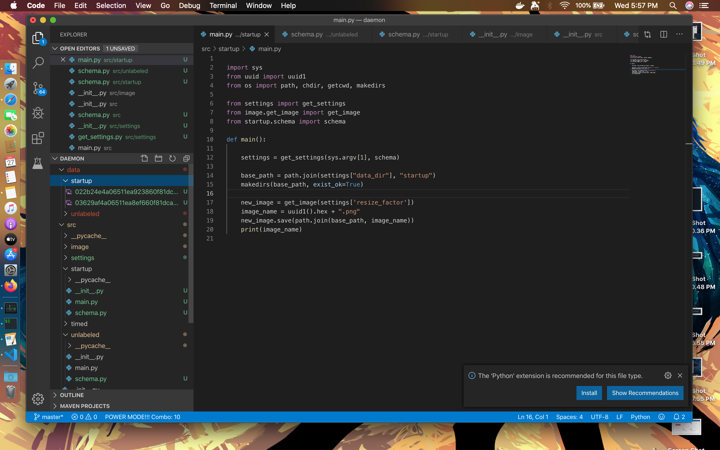 Code File Edit Selection View Go Debug Terminal Window Help
100% Wed 5:57 PM
main.py — daemon
EXPLORER
main.py .../startup
schema.py .../unlabeled
schema.py .../startup
__init__.py .../image
__init__.py src
OPEN EDITORS 1 UNSAVED
main.py src/startup U
schema.py src/unlabeled U
schema.py src/startup U
__init__.py src/image
__init__.py src
schema.py src U
__init__.py src/settings U
get_settings.py src/settings U
main.py src
DAEMON
data
startup
022b24e4a06511ea923860f81dc... U
03629af4a06511ea8ef660f81dca... U
unlabeled
src
__pycache__
image
settings
startup
__pycache__
__init__.py U
main.py U
schema.py U
timed
unlabeled
__pycache__
__init__.py
main.py
schema.py U
OUTLINE
MAVEN PROJECTS
src > startup > main.py
1
2 import sys
3 from uuid import uuid1
4 from os import path, chdir, getcwd, makedirs
5
6 from settings import get_settings
7 from image.get_image import get_image
8 from startup.schema import schema
9
10 def main():
11
12 settings = get_settings(sys.argv[1], schema)
13
14 base_path = path.join(settings["data_dir"], "startup")
15 makedirs(base_path, exist_ok=True)
16
17 new_image = get_image(settings['resize_factor'])
18 image_name = uuid1().hex + ".png"
19 new_image.save(path.join(base_path, image_name))
20 print(image_name)
21
The 'Python' extension is recommended for this file type.
Install Show Recommendations
master* 0 0 POWER MODE!!! Combo: 10 Ln 16, Col 1 Spaces: 4 UTF-8 LF Python 2